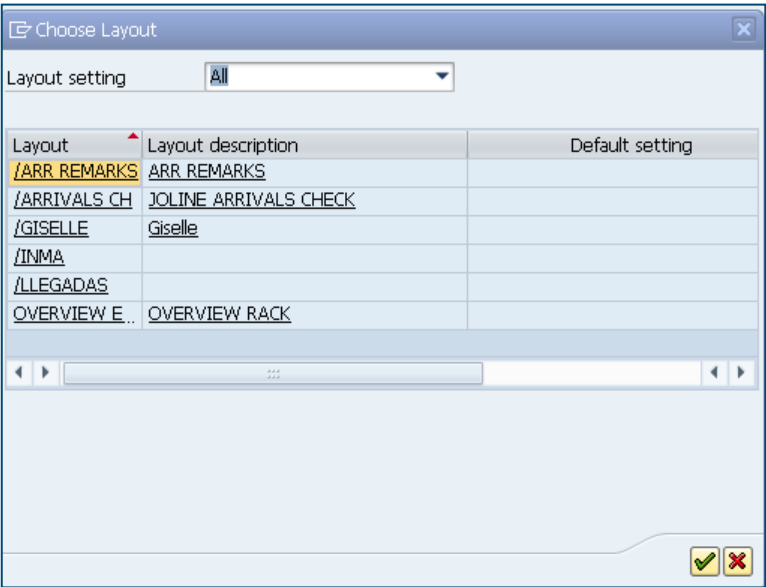 Choose Layout
Layout setting All
Layout Layout description Default setting
/ARR REMARKS ARR REMARKS
/ARRIVALS CH JOLINE ARRIVALS CHECK
/GISELLE Giselle
/INMA
/LLEGADAS
OVERVIEW E... OVERVIEW RACK